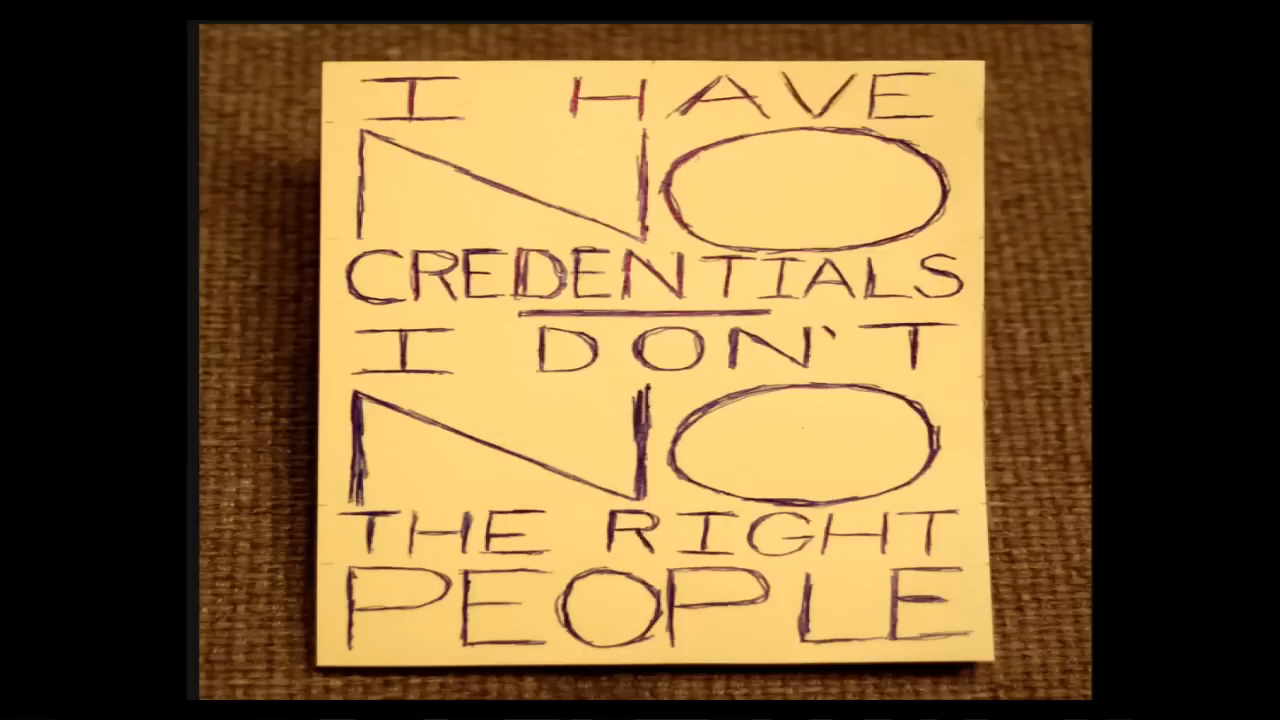 I HAVE
NO
CREDENTIALS
I DON'T
NO
THE RIGHT
PEOPLE